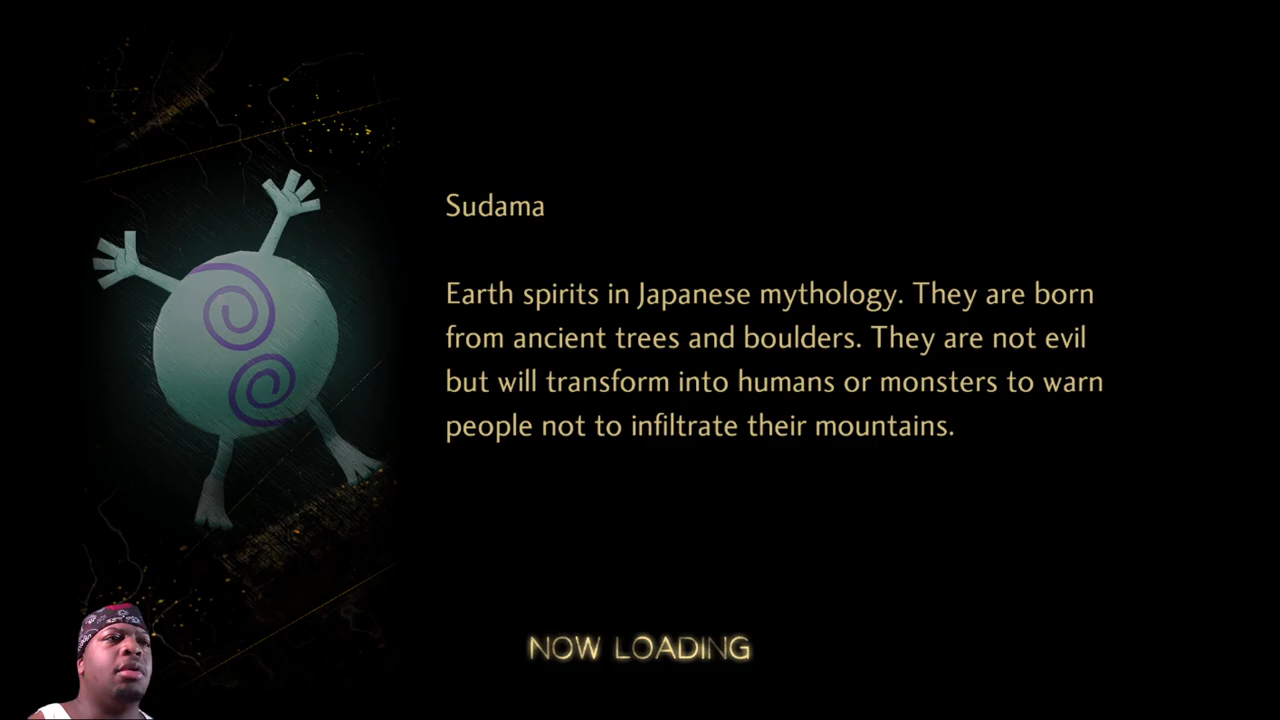 Sudama
Earth spirits in Japanese mythology. They are born
from ancient trees and boulders. They are not evil
but will transform into humans or monsters to warn
people not to infiltrate their mountains.
NOW LOADING